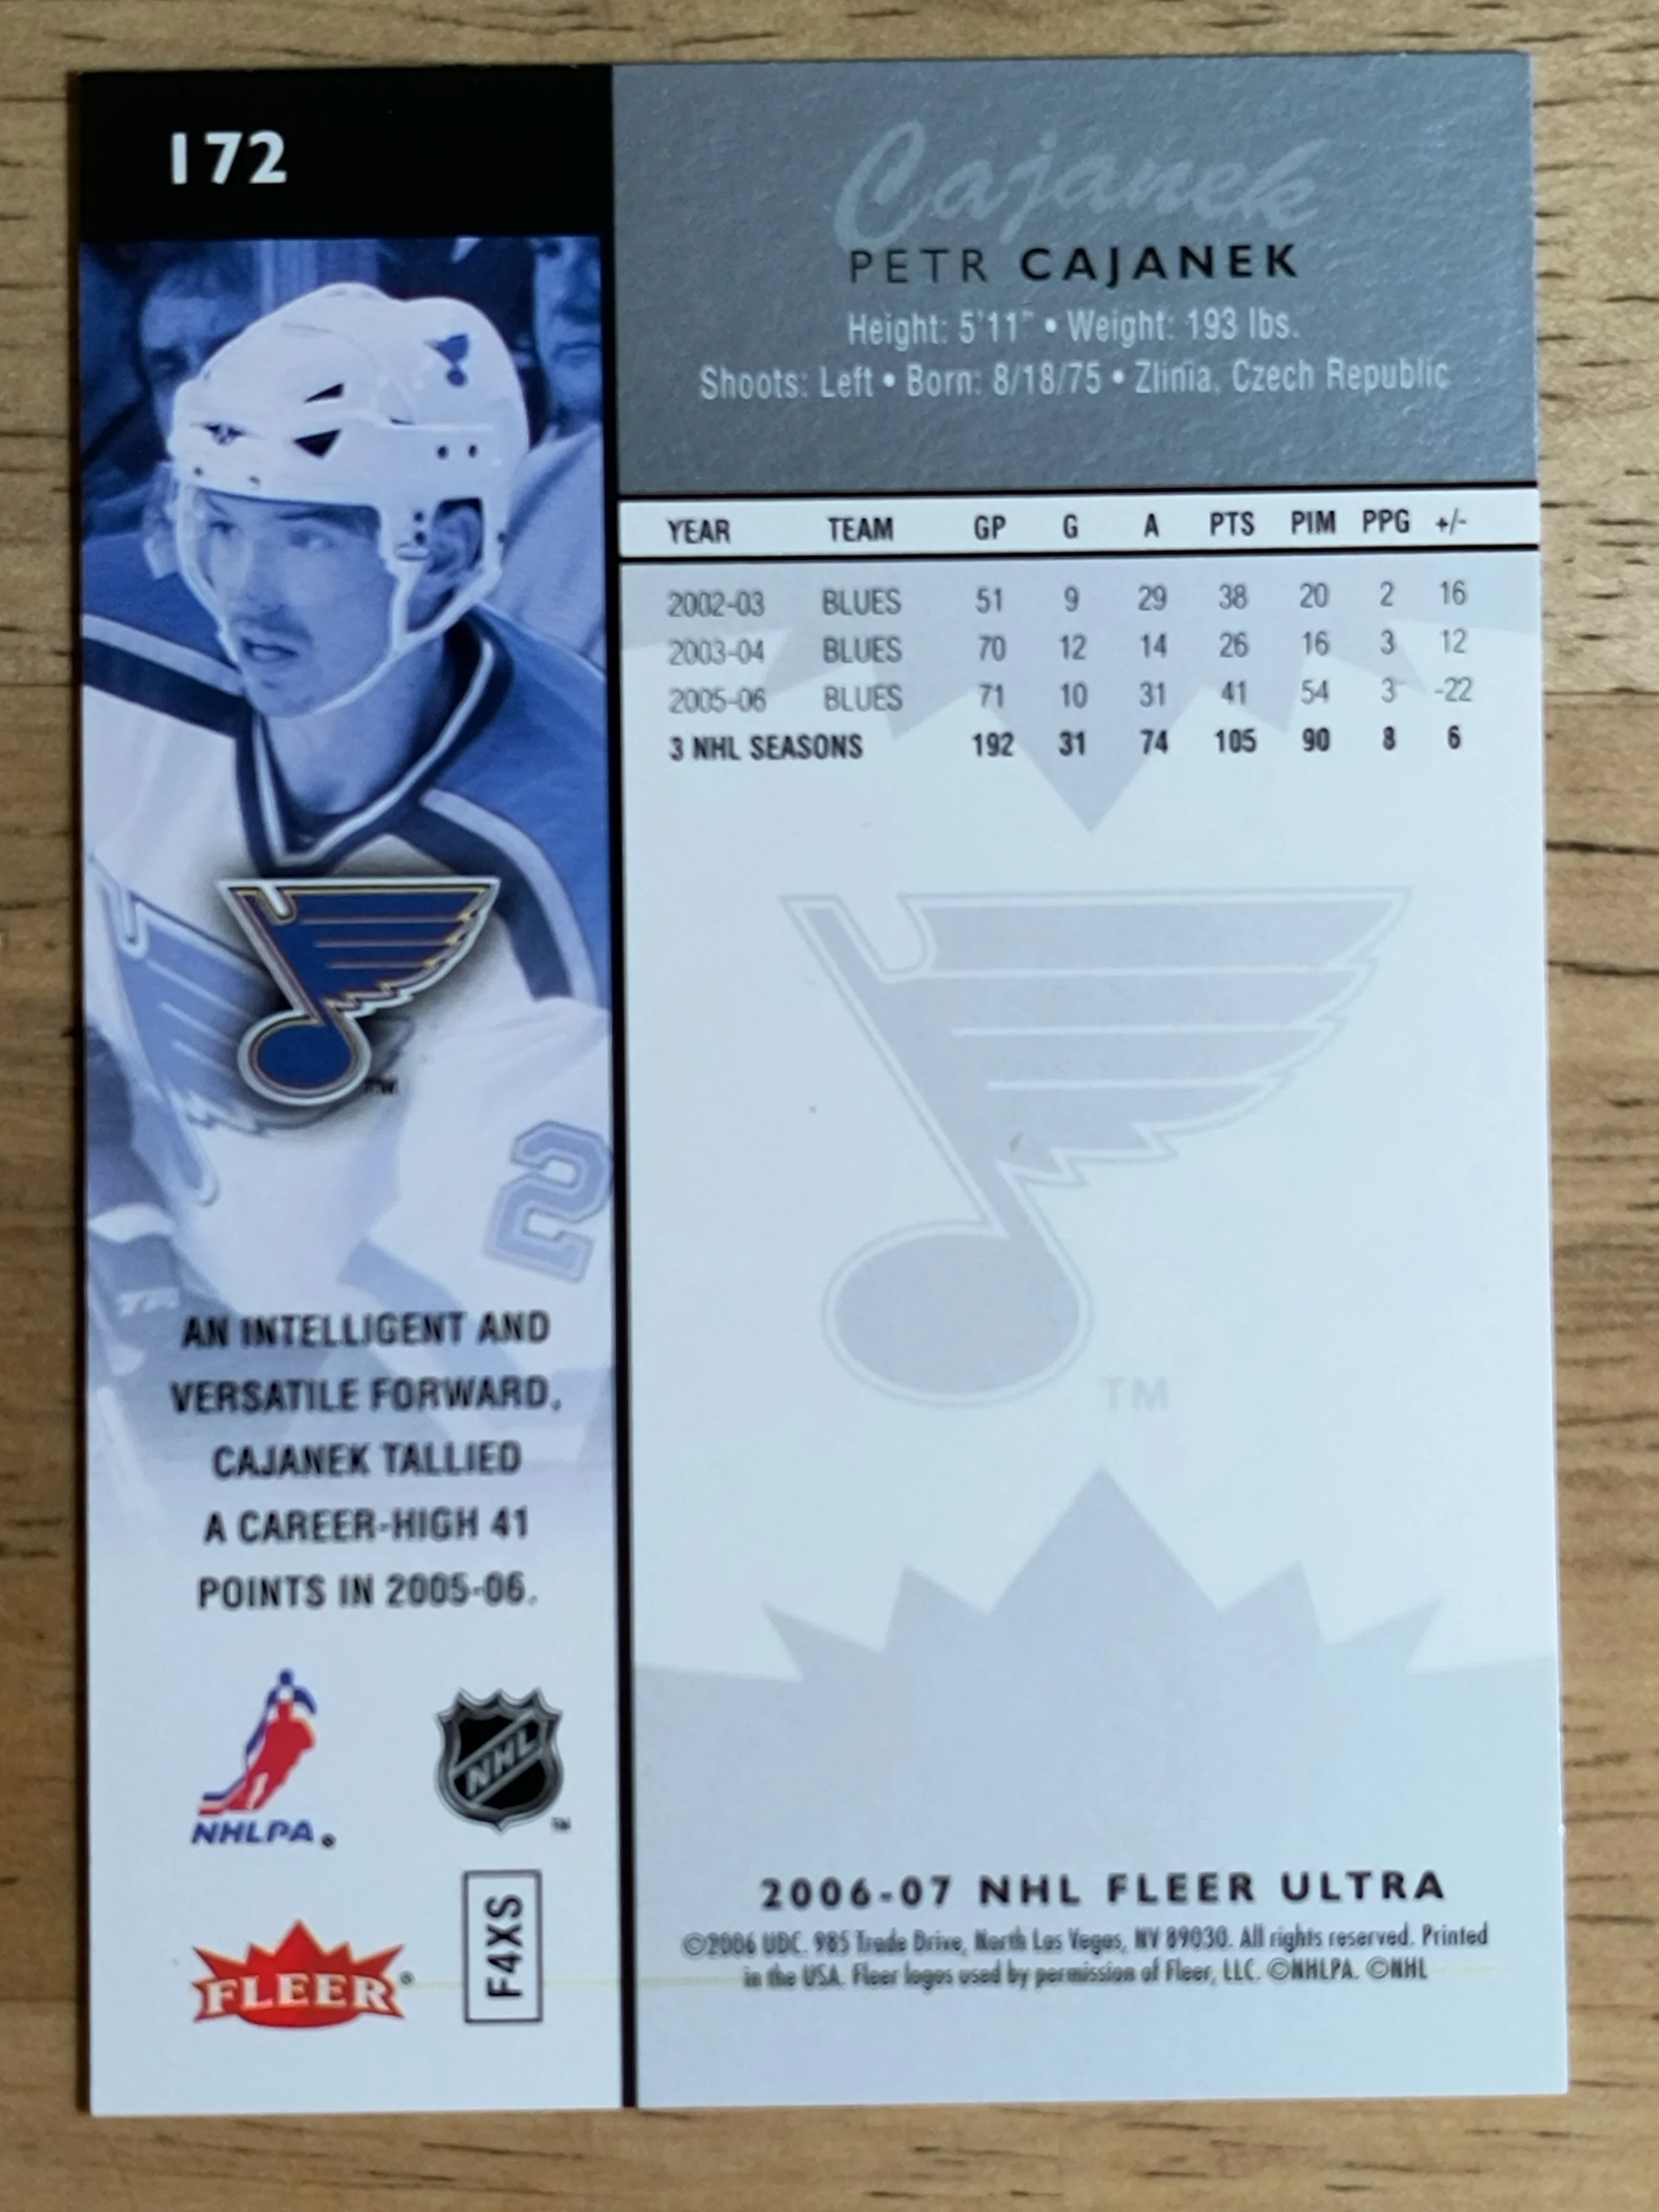 172
Cajanek
PETR CAJANEK
Height: 5'11" • Weight: 193 lbs.
Shoots: Left • Born: 8/18/75 • Zlinia, Czech Republic
YEAR TEAM GP G A PTS PIM PPG +/-
2002-03 BLUES 51 9 29 38 20 2 16
2003-04 BLUES 70 12 14 26 16 3 12
2005-06 BLUES 71 10 31 41 54 3 -22
3 NHL SEASONS 192 31 74 105 90 8 6
TM
2
TM
AN INTELLIGENT AND
VERSATILE FORWARD,
CAJANEK TALLIED
A CAREER-HIGH 41
POINTS IN 2005-06.
NHLPA®
NHL TM
FLEER®
F4XS
2006-07 NHL FLEER ULTRA
©2006 UDC. 985 Trade Drive, North Las Vegas, NV 89030. All rights reserved. Printed
in the USA. Fleer logos used by permission of Fleer, LLC. ©NHLPA. ©NHL